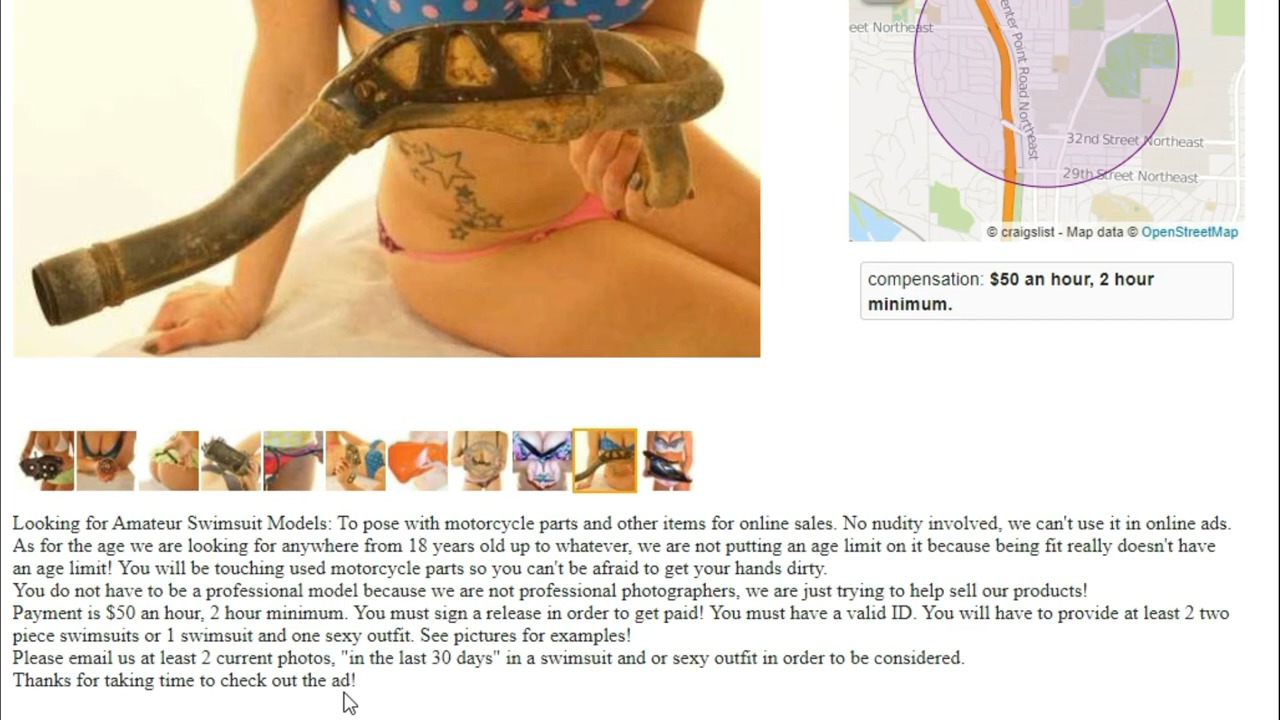 eet Northeast
enter Point Road Northeast
32nd Street Northeast
29th Street Northeast
© craigslist - Map data © OpenStreetMap
compensation: $50 an hour, 2 hour
minimum.
Looking for Amateur Swimsuit Models: To pose with motorcycle parts and other items for online sales. No nudity involved, we can't use it in online ads.
As for the age we are looking for anywhere from 18 years old up to whatever, we are not putting an age limit on it because being fit really doesn't have
an age limit! You will be touching used motorcycle parts so you can't be afraid to get your hands dirty.
You do not have to be a professional model because we are not professional photographers, we are just trying to help sell our products!
Payment is $50 an hour, 2 hour minimum. You must sign a release in order to get paid! You must have a valid ID. You will have to provide at least 2 two
piece swimsuits or 1 swimsuit and one sexy outfit. See pictures for examples!
Please email us at least 2 current photos, "in the last 30 days" in a swimsuit and or sexy outfit in order to be considered.
Thanks for taking time to check out the ad!